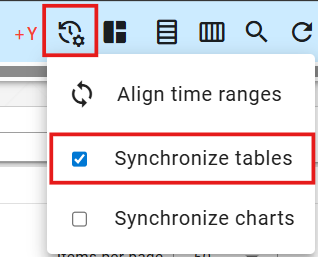 +Y
Align time ranges
Synchronize tables
Synchronize charts